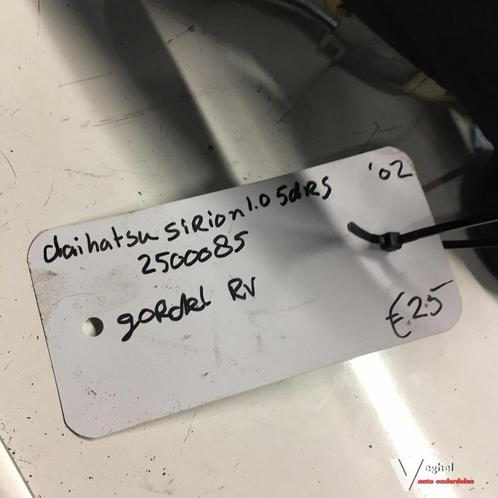 daihatsu SiRion 1.0 5dRS '02
2500085
goRdel RV
€25
Veghel
auto onderdelen